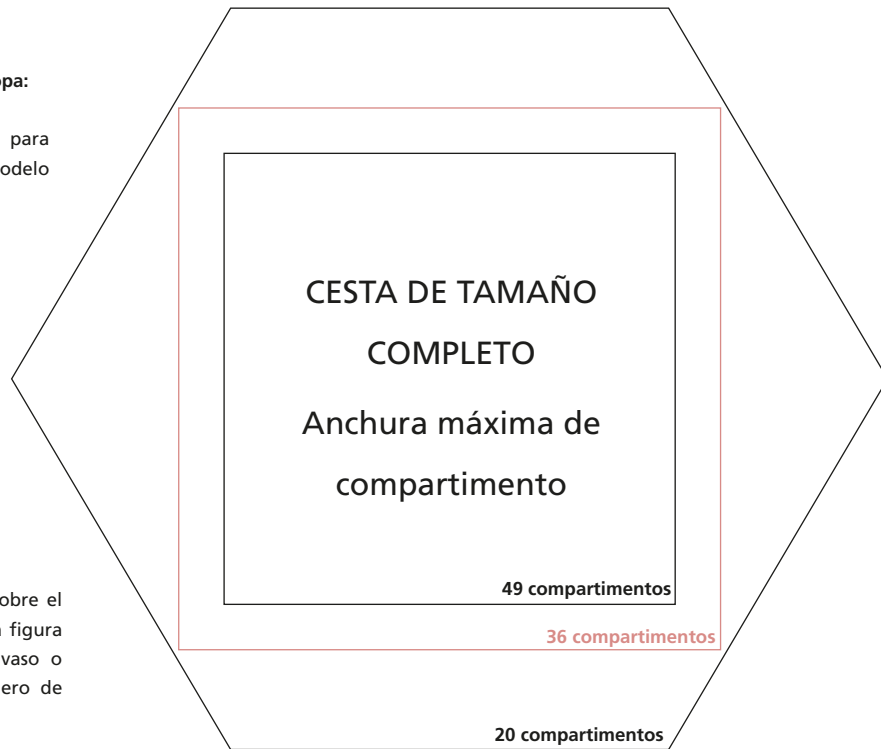 opa:
para
odelo
CESTA DE TAMAÑO
COMPLETO
Anchura máxima de
compartimento
49 compartimentos
36 compartimentos
20 compartimentos
obre el
figura
vaso o
ero de